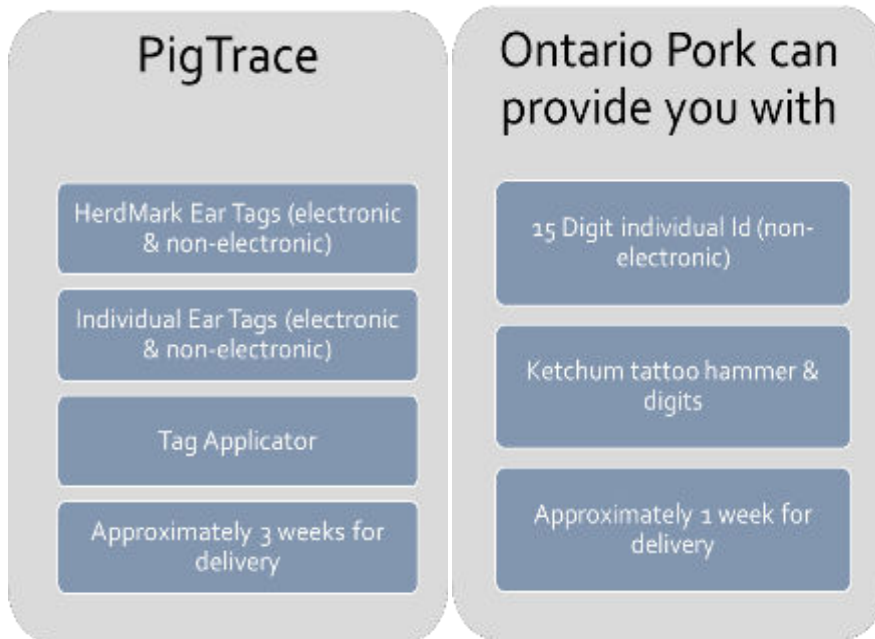 PigTrace
HerdMark Ear Tags (electronic
& non-electronic)
Individual Ear Tags (electronic
& non-electronic)
Tag Applicator
Approximately 3 weeks for
delivery
Ontario Pork can
provide you with
15 Digit individual Id (non-
electronic)
Ketchum tattoo hammer &
digits
Approximately 1 week for
delivery